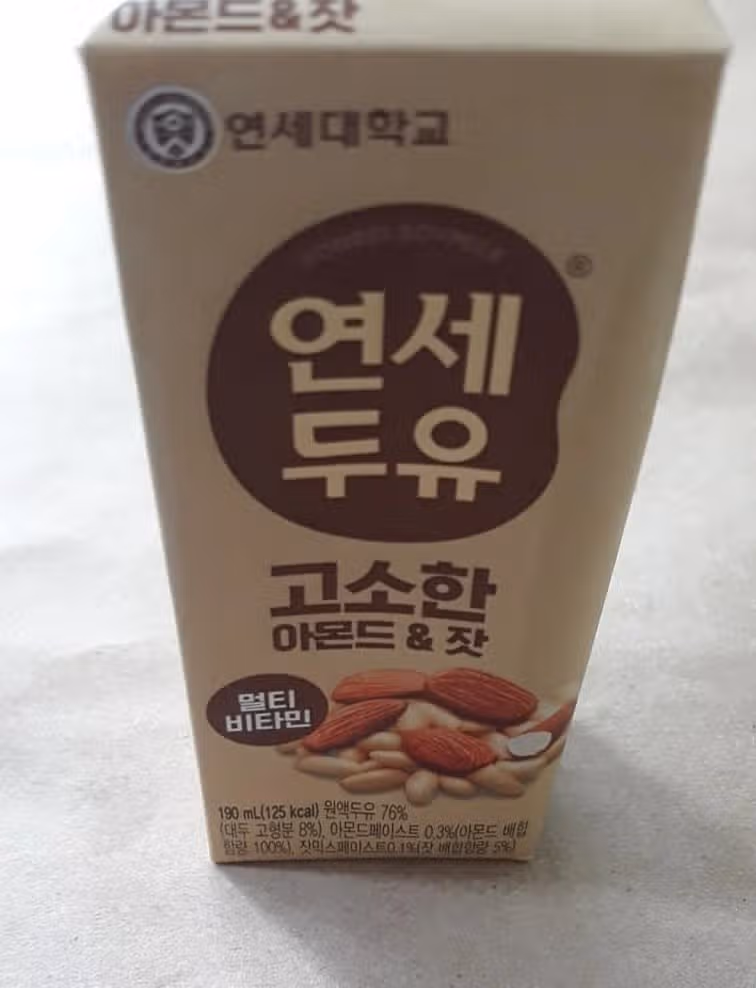 아몬드&잣
연세대학교
®
연세
두유
고소한
아몬드 & 잣
멀티
비타민
190 mL(125 kcal) 원액두유 76%
(대두 고형분 8%), 아몬드페이스트 0.3%(아몬드 배합
함량 100%), 잣믹스페이스트0.1%(잣 배합함량 5%)